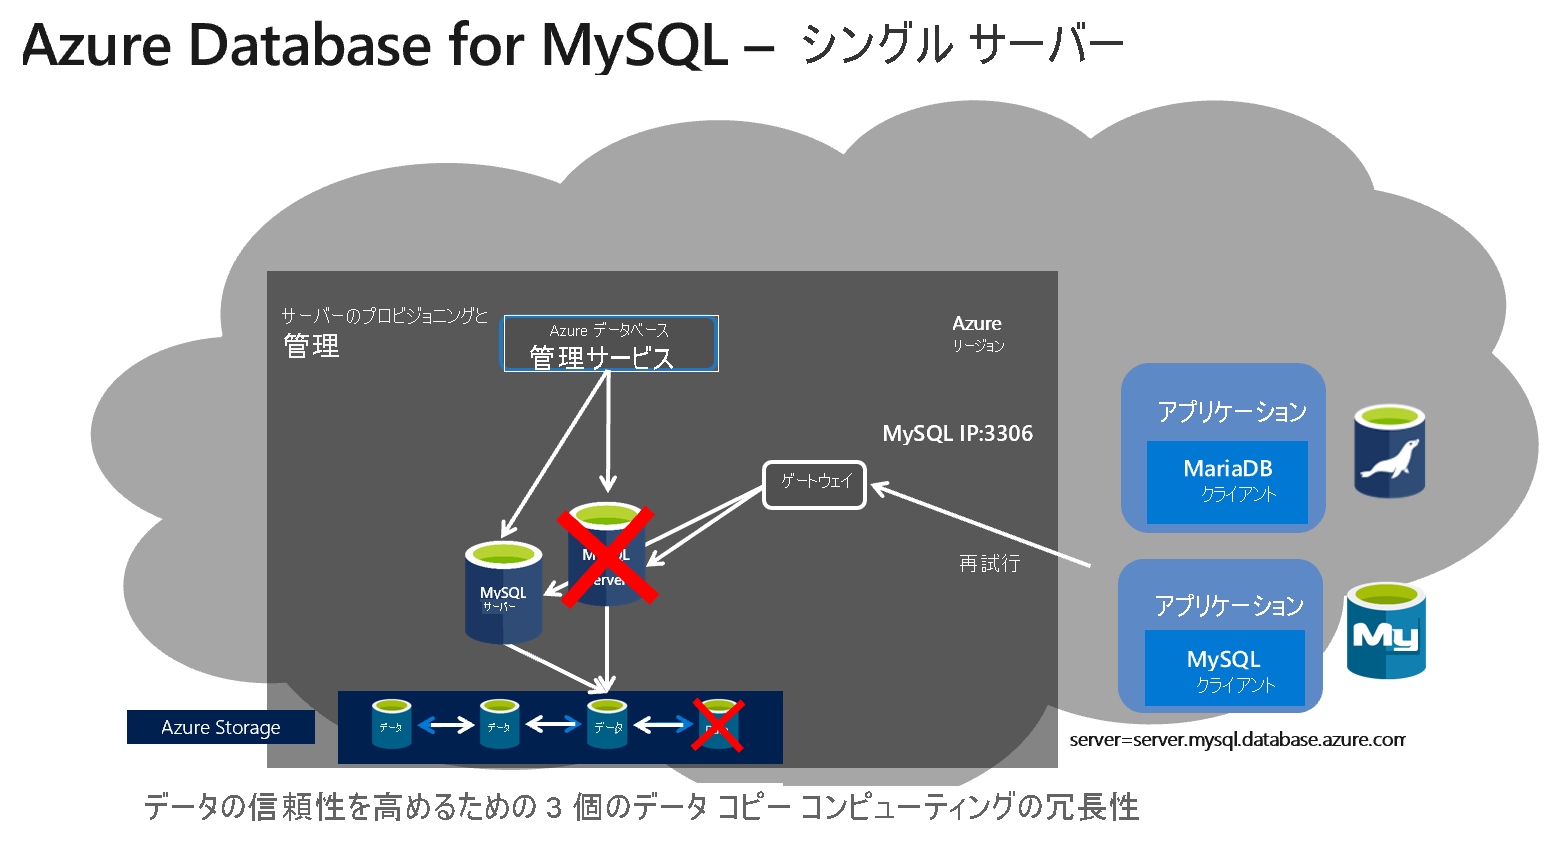 Azure Database for MySQL – シングル サーバー
サーバーのプロビジョニングと
管理
Azure データベース
管理サービス
Azure
リージョン
MySQL IP:3306
ゲートウェイ
再試行
アプリケーション
MariaDB
クライアント
アプリケーション
MySQL
クライアント
My
MySQL
サーバー
Azure Storage
データ
データ
データ
server=server.mysql.database.azure.com
データの信頼性を高めるための 3 個のデータ コピー コンピューティングの冗長性